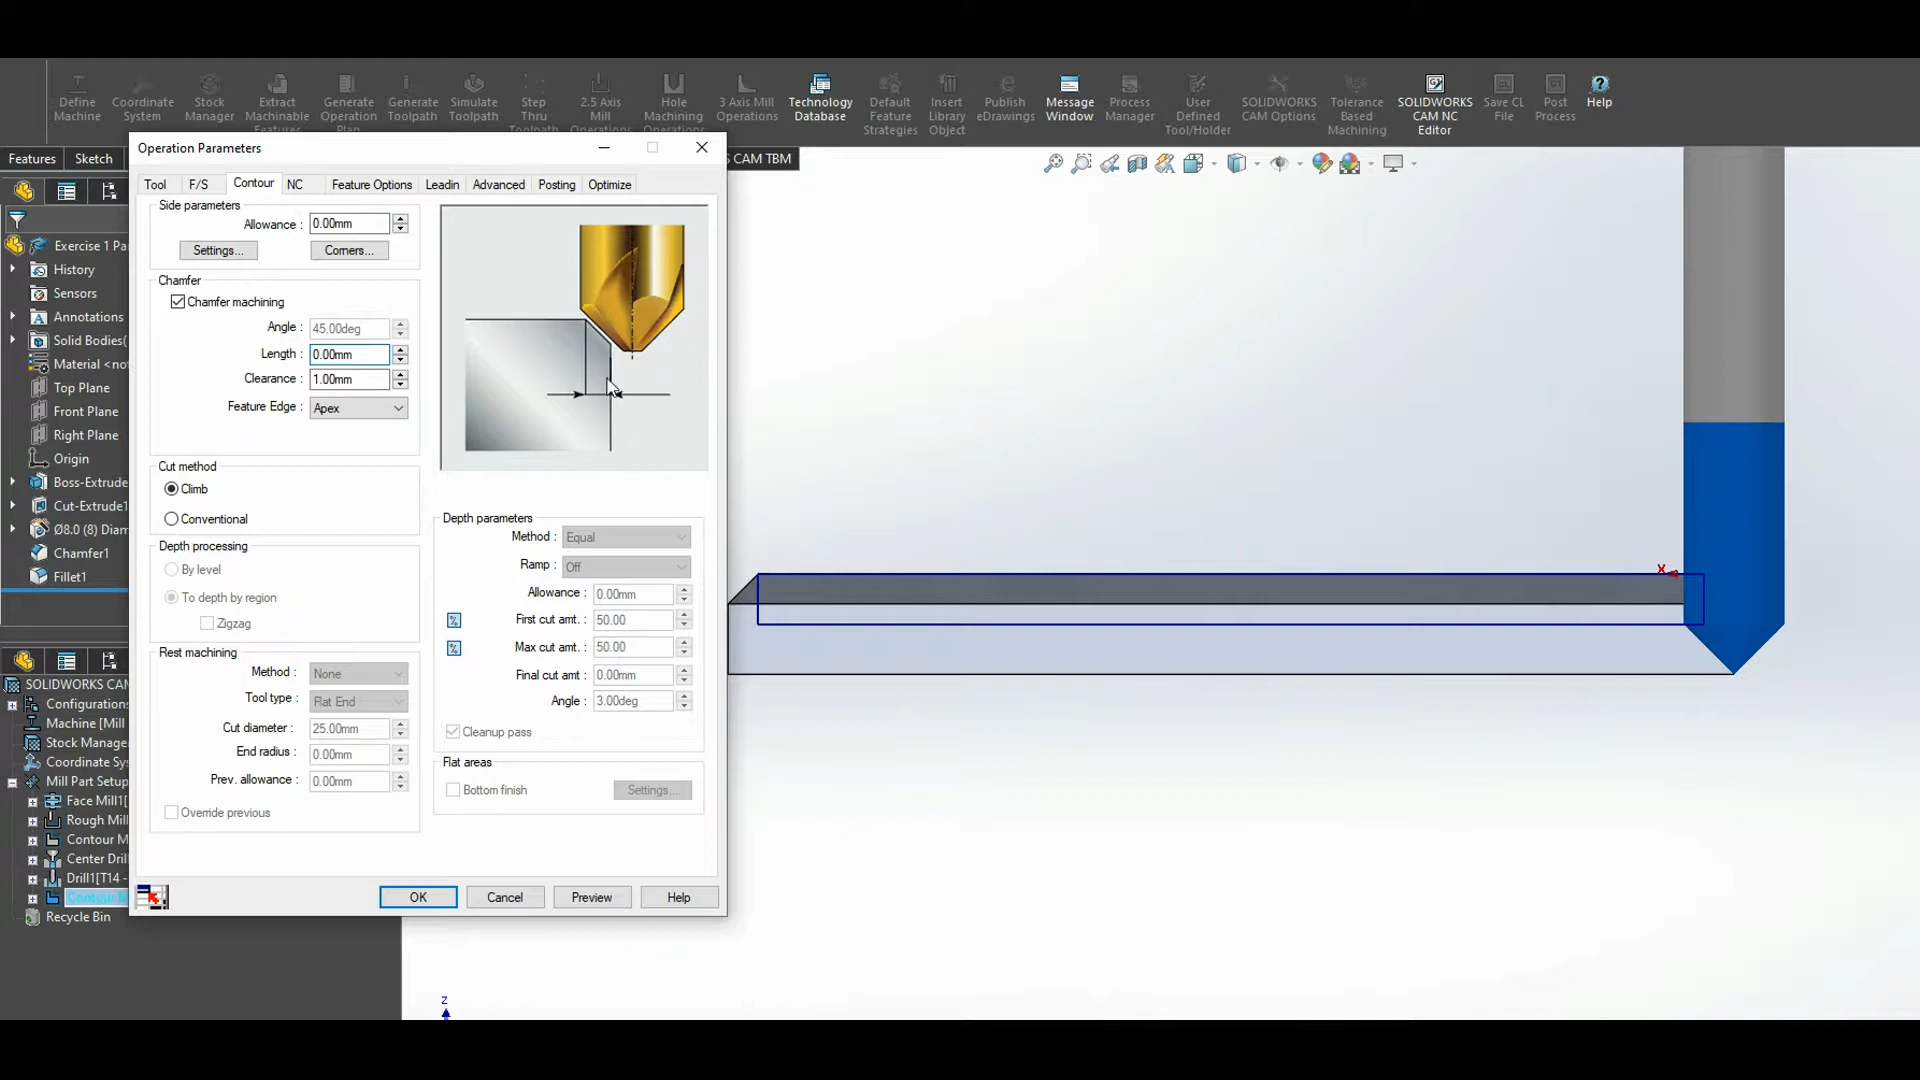 Define Machine
Coordinate System
Stock Manager
Extract Machinable Features
Generate Operation Plan
Generate Toolpath
Simulate Toolpath
Step Thru Toolpath
2.5 Axis Mill Operations
Hole Machining Operations
3 Axis Mill Operations
Technology Database
Default Feature Strategies
Insert Library Object
Publish eDrawings
Message Window
Process Manager
User Defined Tool/Holder
SOLIDWORKS CAM Options
Tolerance Based Machining
SOLIDWORKS CAM NC Editor
Save CL File
Post Process
Help
Features
Sketch
CAM TBM
Operation Parameters
Tool
F/S
Contour
NC
Feature Options
Leadin
Advanced
Posting
Optimize
Side parameters
Allowance : 0.00mm
Settings...
Corners...
Chamfer
Chamfer machining
Angle : 45.00deg
Length : 0.00mm
Clearance : 1.00mm
Feature Edge : Apex
Cut method
Climb
Conventional
Depth processing
By level
To depth by region
Zigzag
Rest machining
Method : None
Tool type : Flat End
Cut diameter : 25.00mm
End radius : 0.00mm
Prev. allowance : 0.00mm
Override previous
Depth parameters
Method : Equal
Ramp : Off
Allowance : 0.00mm
% First cut amt. : 50.00
% Max cut amt. : 50.00
Final cut amt : 0.00mm
Angle : 3.00deg
Cleanup pass
Flat areas
Bottom finish
Settings...
OK
Cancel
Preview
Help
Exercise 1 Pa
History
Sensors
Annotations
Solid Bodies(
Material <no
Top Plane
Front Plane
Right Plane
Origin
Boss-Extrude
Cut-Extrude1
Ø8.0 (8) Diam
Chamfer1
Fillet1
SOLIDWORKS CAM
Configurations
Machine [Mill
Stock Manage
Coordinate Sys
Mill Part Setup
Face Mill1[
Rough Mill
Contour M
Center Drill
Drill1[T14 -
Contour M
Recycle Bin
X
Z